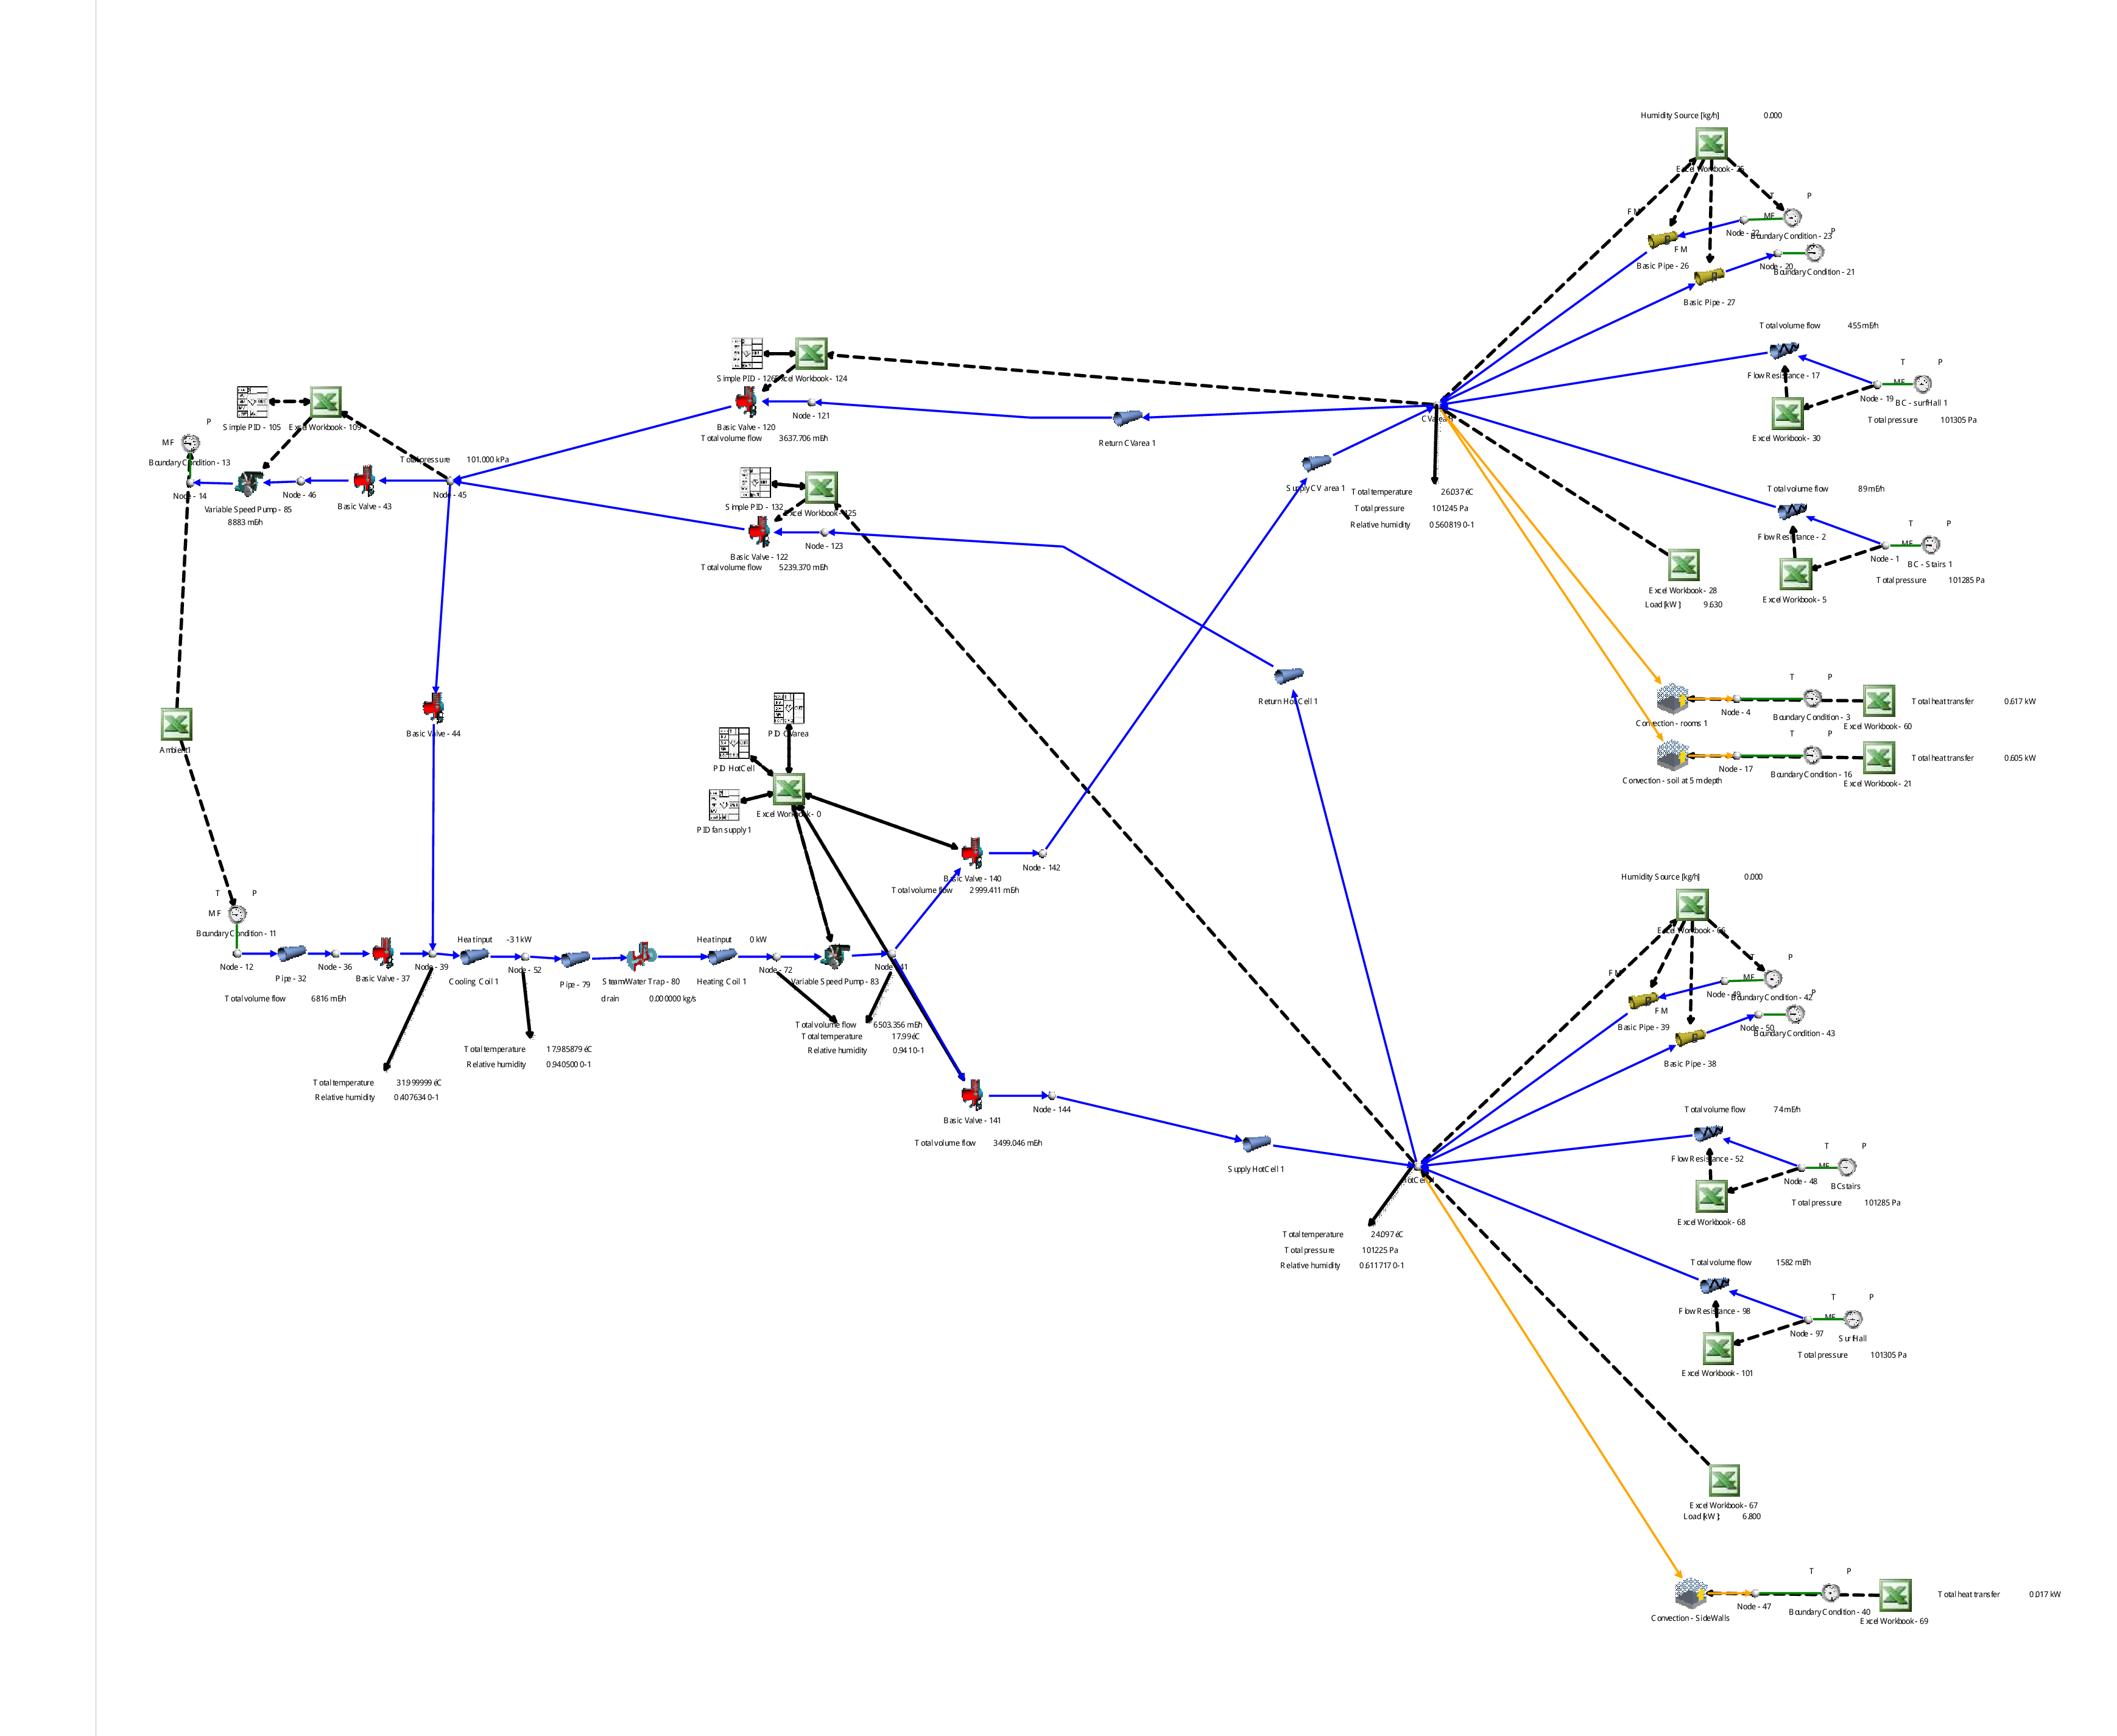 Humidity Source [kg/h] 0.000
Excel Workbook - 25
T P
FM MF
Node - 22 Boundary Condition - 23
P
FM
Basic Pipe - 26 Node - 20
Boundary Condition - 21
Basic Pipe - 27
Total volume flow 455 m³/h
T P
Flow Resistance - 17 MF
Node - 19 BC - surfHall 1
Total pressure 101305 Pa
Excel Workbook - 30
Simple PID - 126 Excel Workbook - 124
Node - 121
Basic Valve - 120
Total volume flow 3637.706 m³/h
Return CVarea 1
P
Simple PID - 105 Excel Workbook - 109
MF
Boundary Condition - 13
Total pressure 101.000 kPa
Node - 14 Node - 46 Node - 45
Variable Speed Pump - 85 Basic Valve - 43
8883 m³/h
Simple PID - 132
Excel Workbook - 125
Node - 123
Basic Valve - 122
Total volume flow 5239.370 m³/h
Supply CV area 1
Total temperature 26.037 °C
Total pressure 101245 Pa
Relative humidity 0.560819 0-1
Total volume flow 89 m³/h
T P
Flow Resistance - 2 MF
Node - 1 BC - Stairs 1
Total pressure 101285 Pa
Excel Workbook - 5
Excel Workbook - 28
Load [kW] 9.630
T P
Node - 4
Convection - rooms 1 Boundary Condition - 3
Excel Workbook - 60
Total heat transfer 0.617 kW
T P
Node - 17
Convection - soil at 5 m depth Boundary Condition - 16
Excel Workbook - 21
Total heat transfer 0.605 kW
Return HotCell 1
Basic Valve - 44
Ambient1
PID CVarea
PID HotCell
Excel Workbook - 0
PID fan supply 1
Node - 142
Basic Valve - 140
Total volume flow 2999.411 m³/h
T P
MF
Boundary Condition - 11
Heat input -31 kW
Heat input 0 kW
Node - 12 Pipe - 32 Node - 36 Basic Valve - 37 Node - 39 Cooling Coil 1 Node - 52 Pipe - 79 Steam Water Trap - 80 Heating Coil 1 Node - 72 Variable Speed Pump - 83
Total volume flow 6816 m³/h
drain 0.000000 kg/s
Total volume flow 6503.356 m³/h
Total temperature 17.99 °C
Relative humidity 0.941 0-1
Total temperature 17.985879 °C
Relative humidity 0.940500 0-1
Total temperature 31.999999 °C
Relative humidity 0.407634 0-1
Basic Valve - 141
Node - 144
Total volume flow 3499.046 m³/h
Supply HotCell 1
Humidity Source [kg/h] 0.000
Excel Workbook - 66
T P
FM MF
Node - 49 Boundary Condition - 42
P
FM
Basic Pipe - 39 Node - 50
Boundary Condition - 43
Basic Pipe - 38
Total volume flow 74 m³/h
T P
Flow Resistance - 52 MF
Node - 48 BCstairs
Total pressure 101285 Pa
Excel Workbook - 68
Total temperature 24.097 °C
Total pressure 101225 Pa
Relative humidity 0.611717 0-1
Total volume flow 1582 m³/h
T P
Flow Resistance - 98 MF
Node - 97 SurfHall
Total pressure 101305 Pa
Excel Workbook - 101
Excel Workbook - 67
Load [kW] 6.800
T P
Node - 47
Convection - SideWalls Boundary Condition - 40
Excel Workbook - 69
Total heat transfer 0.017 kW